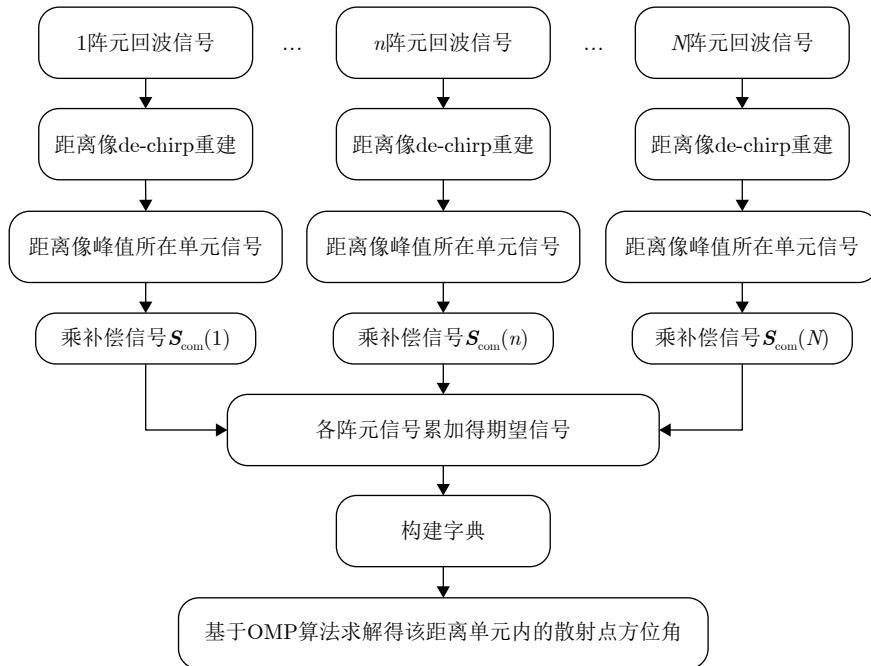 1阵元回波信号 … n阵元回波信号 … N阵元回波信号
距离像de-chirp重建 距离像de-chirp重建 距离像de-chirp重建
距离像峰值所在单元信号 距离像峰值所在单元信号 距离像峰值所在单元信号
乘补偿信号S_com(1) 乘补偿信号S_com(n) 乘补偿信号S_com(N)
各阵元信号累加得期望信号
构建字典
基于OMP算法求解得该距离单元内的散射点方位角